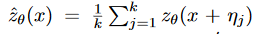 ẑ_θ(x) = 1/k ∑_{j=1}^{k} z_θ(x + η_j)